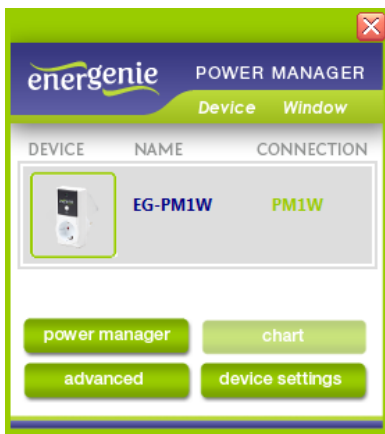 energenie POWER MANAGER
Device Window
DEVICE NAME CONNECTION
EG-PM1W PM1W
power manager chart
advanced device settings